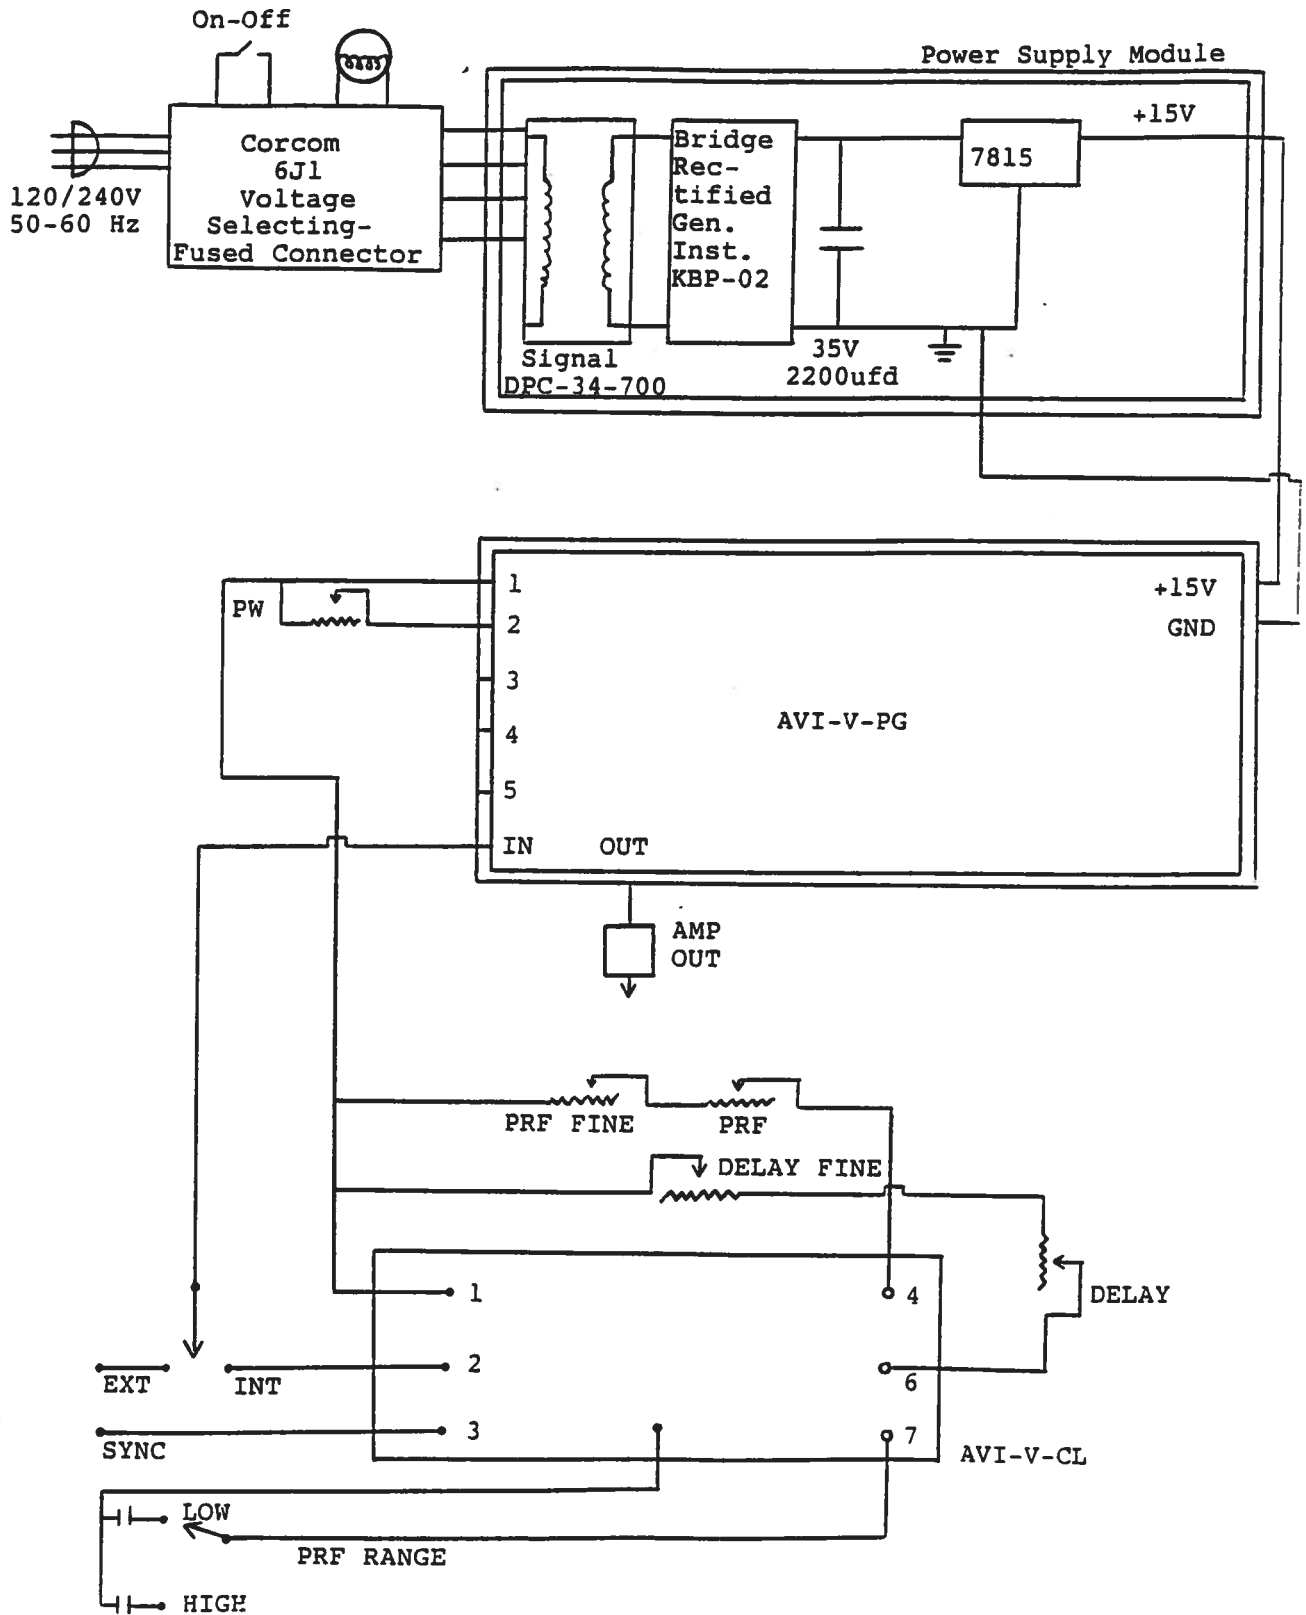 On-Off
Power Supply Module
+15V
Corcom
6J1
Voltage
Selecting-
Fused Connector
120/240V
50-60 Hz
Bridge
Rec-
tified
Gen.
Inst.
KBP-02
7815
Signal
DPC-34-700
35V
2200ufd
PW
1
2
3
4
5
IN
OUT
+15V
GND
AVI-V-PG
AMP
OUT
PRF FINE
PRF
DELAY FINE
DELAY
1
2
3
4
6
7
EXT
INT
SYNC
AVI-V-CL
LOW
PRF RANGE
HIGH